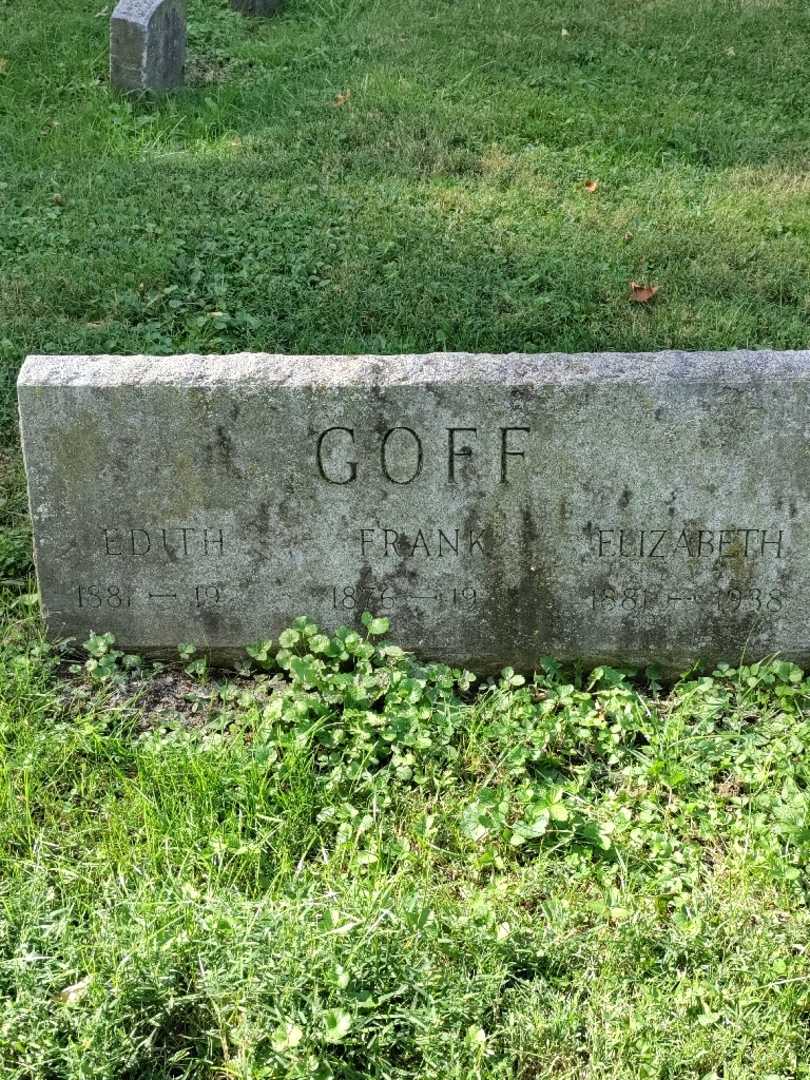 GOFF
EDITH FRANK ELIZABETH
1881 — 19 1876 — 19 1881 — 1938